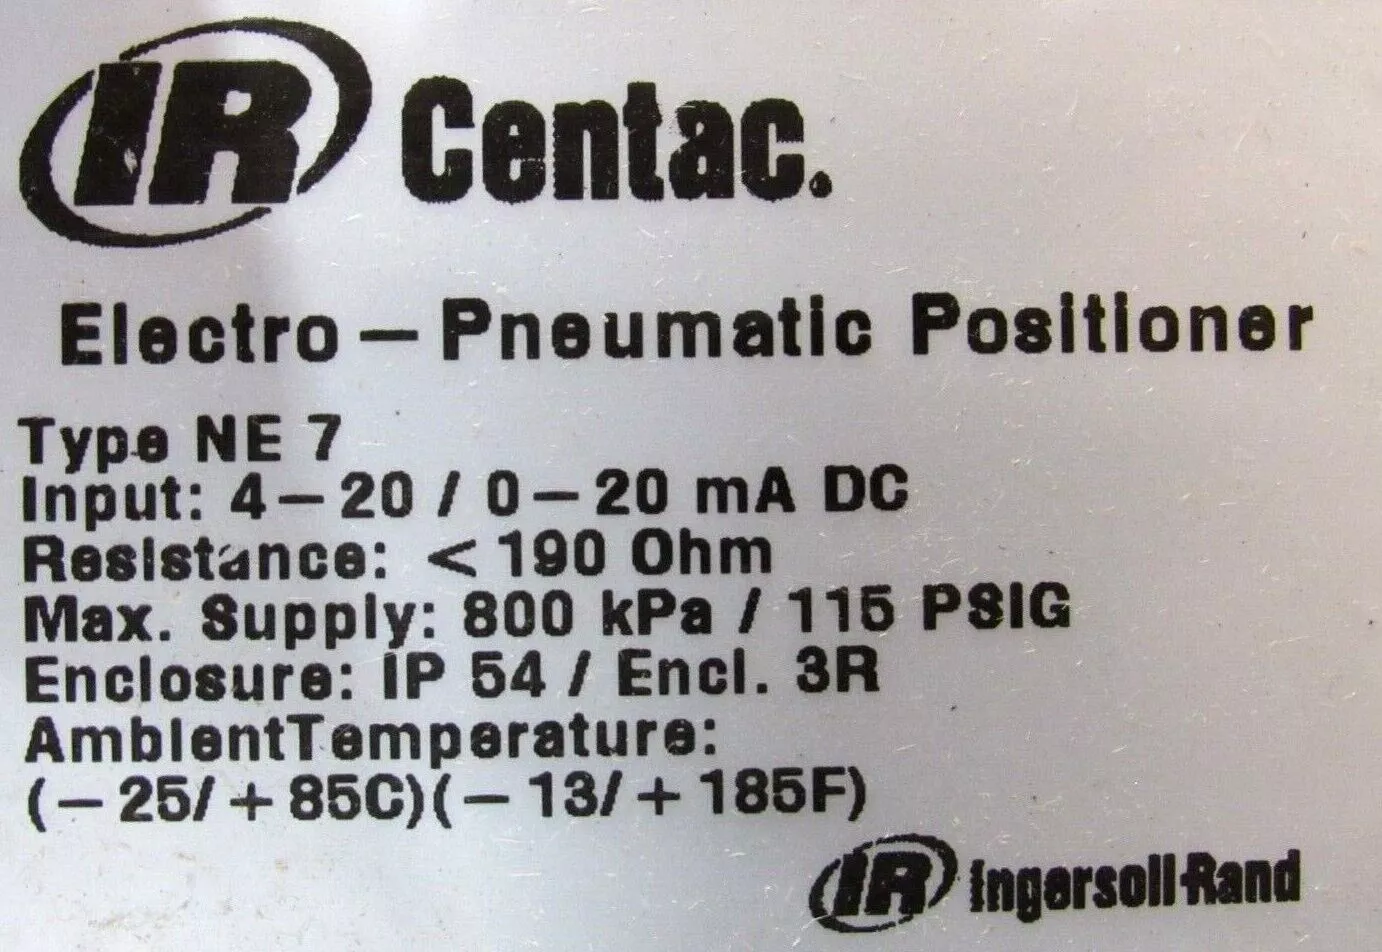 IR Centac.
Electro – Pneumatic Positioner
Type NE 7
Input: 4 – 20 / 0 – 20 mA DC
Resistance: < 190 Ohm
Max. Supply: 800 kPa / 115 PSIG
Enclosure: IP 54 / Encl. 3R
AmbientTemperature:
(– 25/ + 85C)(– 13/ + 185F)
IR Ingersoll-Rand